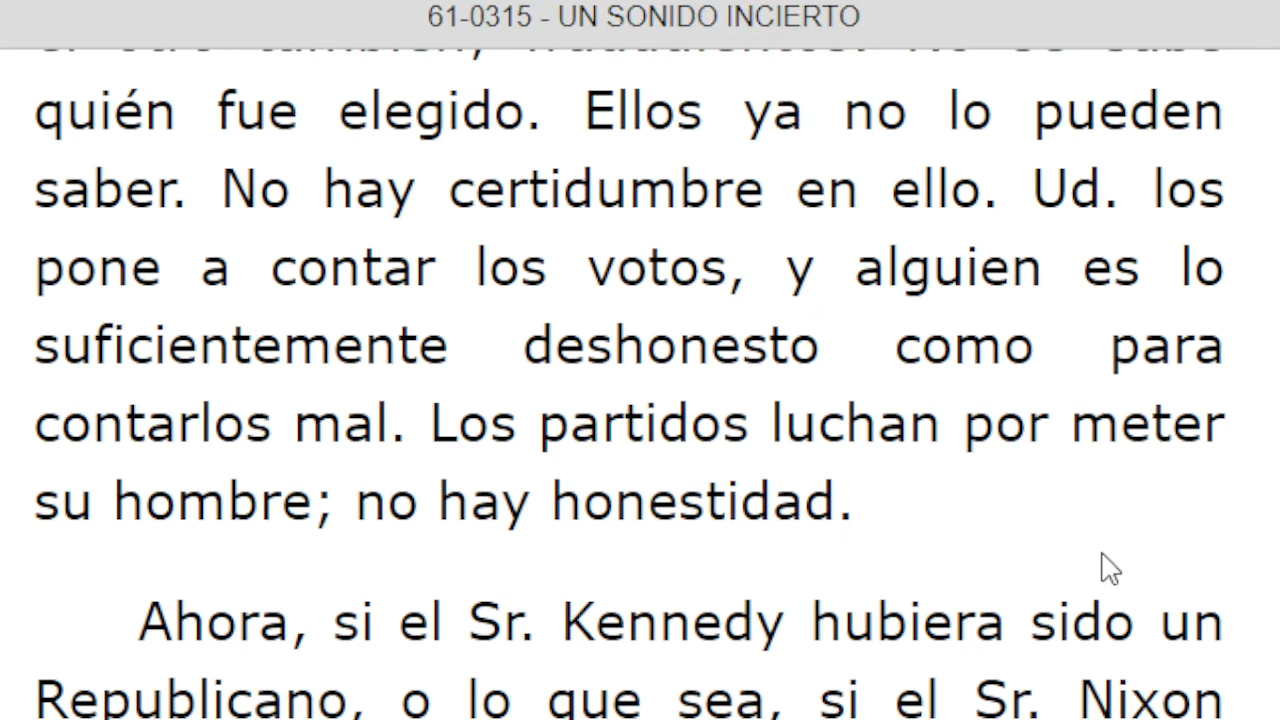 61-0315 - UN SONIDO INCIERTO
quién fue elegido. Ellos ya no lo pueden
saber. No hay certidumbre en ello. Ud. los
pone a contar los votos, y alguien es lo
suficientemente deshonesto como para
contarlos mal. Los partidos luchan por meter
su hombre; no hay honestidad.
Ahora, si el Sr. Kennedy hubiera sido un
Republicano, o lo que sea, si el Sr. Nixon